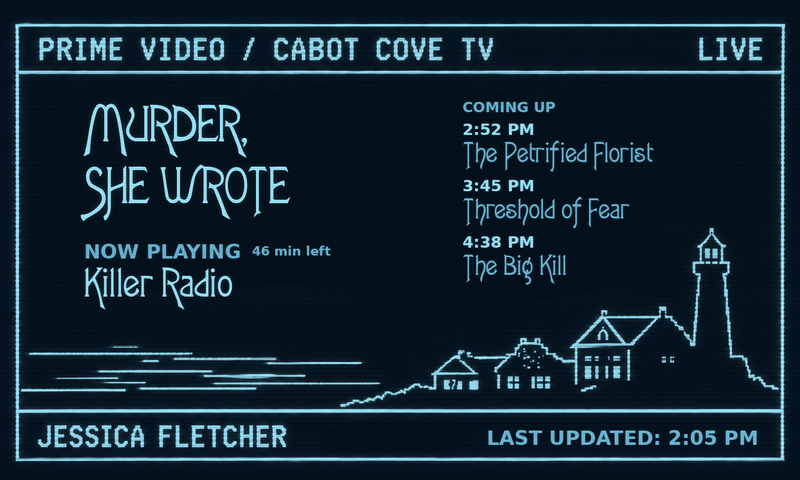 PRIME VIDEO / CABOT COVE TV
LIVE
MURDER,
SHE WROTE
NOW PLAYING 46 min left
Killer Radio
COMING UP
2:52 PM
The Petrified Florist
3:45 PM
Threshold of Fear
4:38 PM
The Big Kill
JESSICA FLETCHER
LAST UPDATED: 2:05 PM